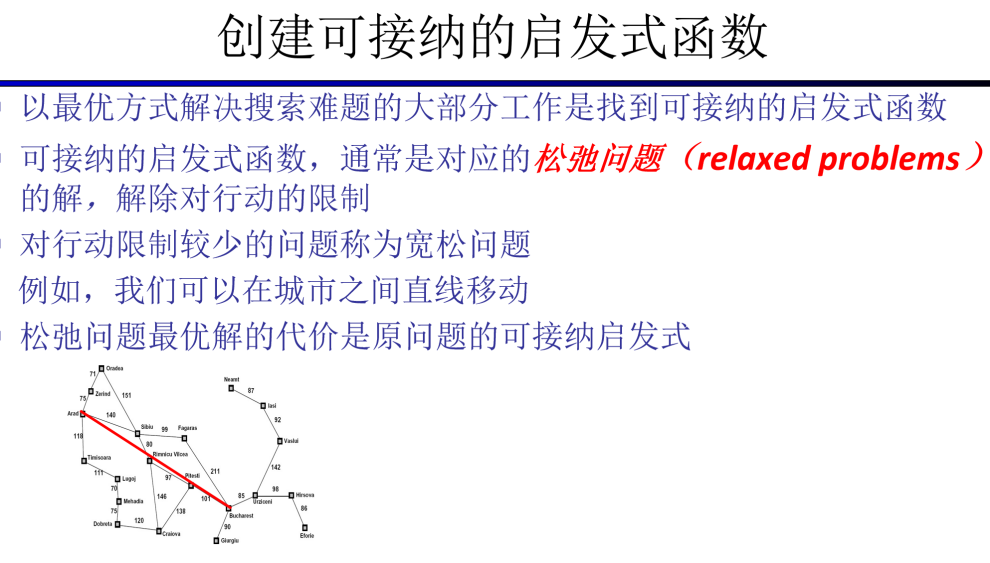 创建可接纳的启发式函数
以最优方式解决搜索难题的大部分工作是找到可接纳的启发式函数
可接纳的启发式函数，通常是对应的松弛问题（relaxed problems）
的解，解除对行动的限制
对行动限制较少的问题称为宽松问题
例如，我们可以在城市之间直线移动
松弛问题最优解的代价是原问题的可接纳启发式
Oradea
71
Neamt
Zerind
87
75
151
Iasi
Arad
140
92
Sibiu
99
Fagaras
118
80
Vaslui
Rimnicu Vilcea
Timisoara
142
111
211
Lugoj
97
Pitesti
70
98
146
85
Hirsova
Mehadia
101
Urziceni
75
138
86
Bucharest
Dobreta
120
90
Craiova
Eforie
Giurgiu